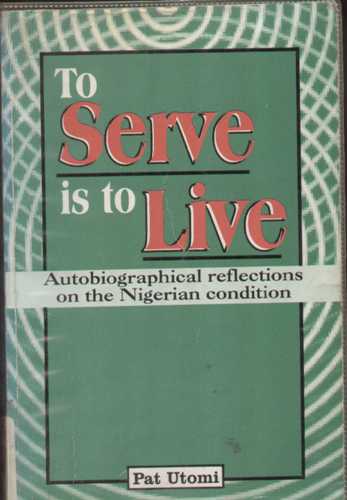 To
Serve
is to
Live
Autobiographical reflections
on the Nigerian condition
Pat Utomi